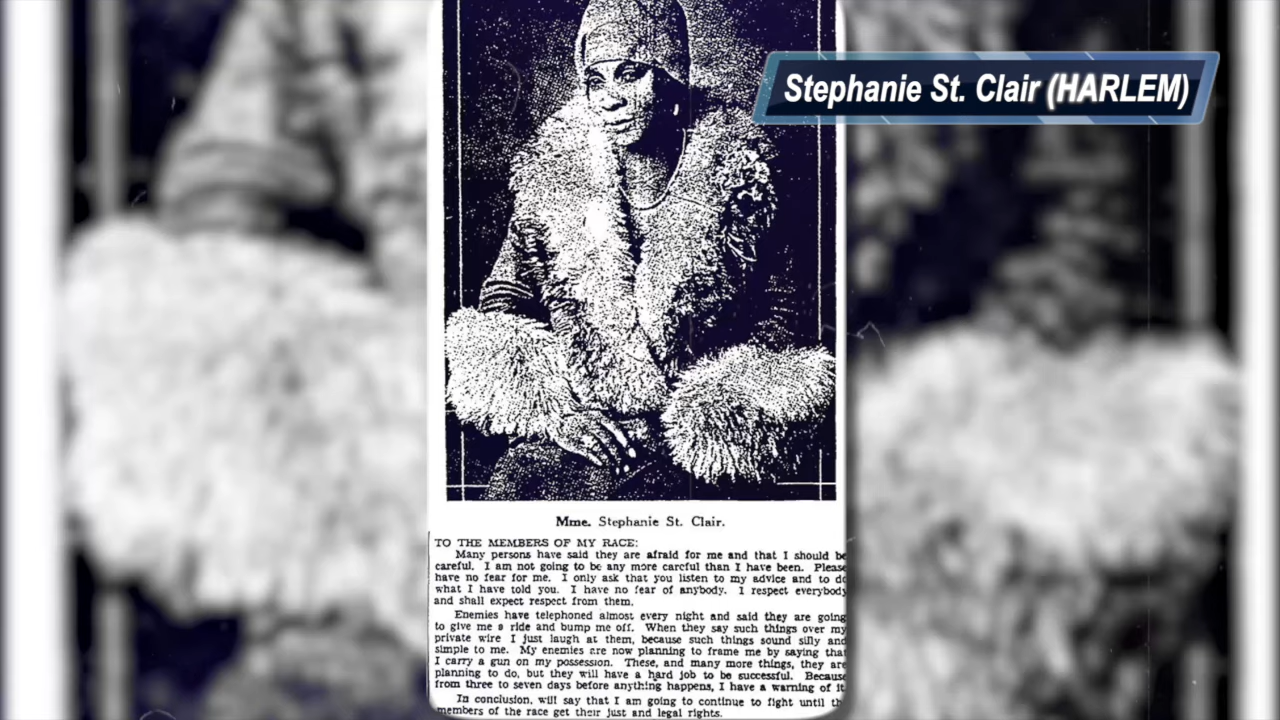 Stephanie St. Clair (HARLEM)
Mme. Stephanie St. Clair.
TO THE MEMBERS OF MY RACE:
Many persons have said they are afraid for me and that I should be
careful. I am not going to be any more careful than I have been. Please
have no fear for me. I only ask that you listen to my advice and to do
what I have told you. I have no fear of anybody. I respect everybody
and shall expect respect from them.
Enemies have telephoned almost every night and said they are going
to give me a ride and bump me off. When they say such things over my
private wire I just laugh at them, because such things sound silly and
simple to me. My enemies are now planning to frame me by saying that
I carry a gun on my possession. These, and many more things, they are
planning to do, but they will have a hard job to be successful. Because
from three to seven days before anything happens, I have a warning of it.
In conclusion, will say that I am going to continue to fight until the
members of the race get their just and legal rights.